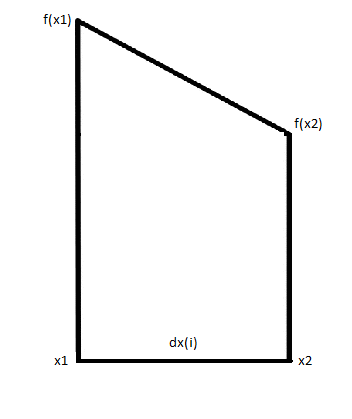 f(x1)
f(x2)
dx(i)
x1
x2